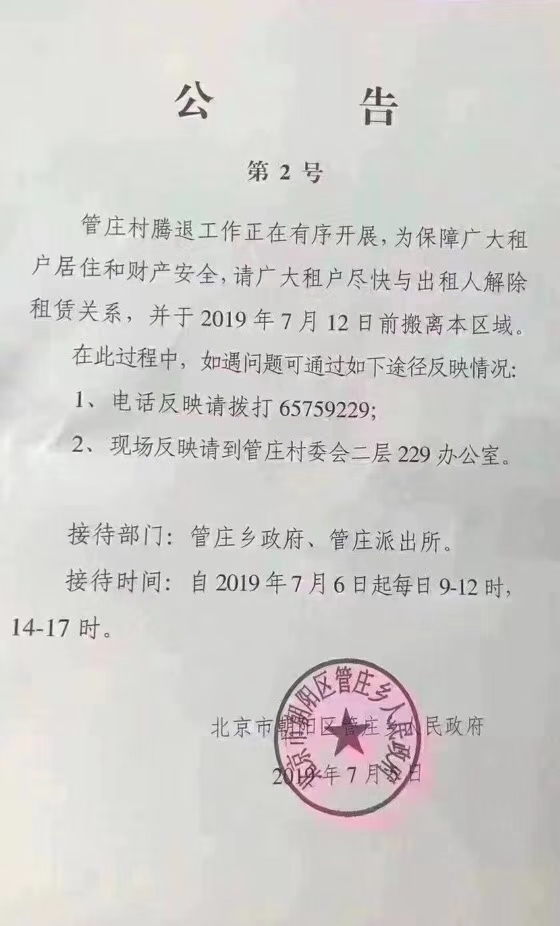 公 告
第 2 号
管庄村腾退工作正在有序开展,为保障广大租
户居住和财产安全,请广大租户尽快与出租人解除
租赁关系，并于 2019 年 7 月 12 日前搬离本区域。
在此过程中，如遇问题可通过如下途径反映情况:
1、电话反映请拨打 65759229;
2、现场反映请到管庄村委会二层 229 办公室。
接待部门：管庄乡政府、管庄派出所。
接待时间：自 2019 年 7 月 6 日起每日 9-12 时,
14-17 时。
北京市朝阳区管庄乡人民政府
2019 年 7 月 日
北京市朝阳区管庄乡人民政府